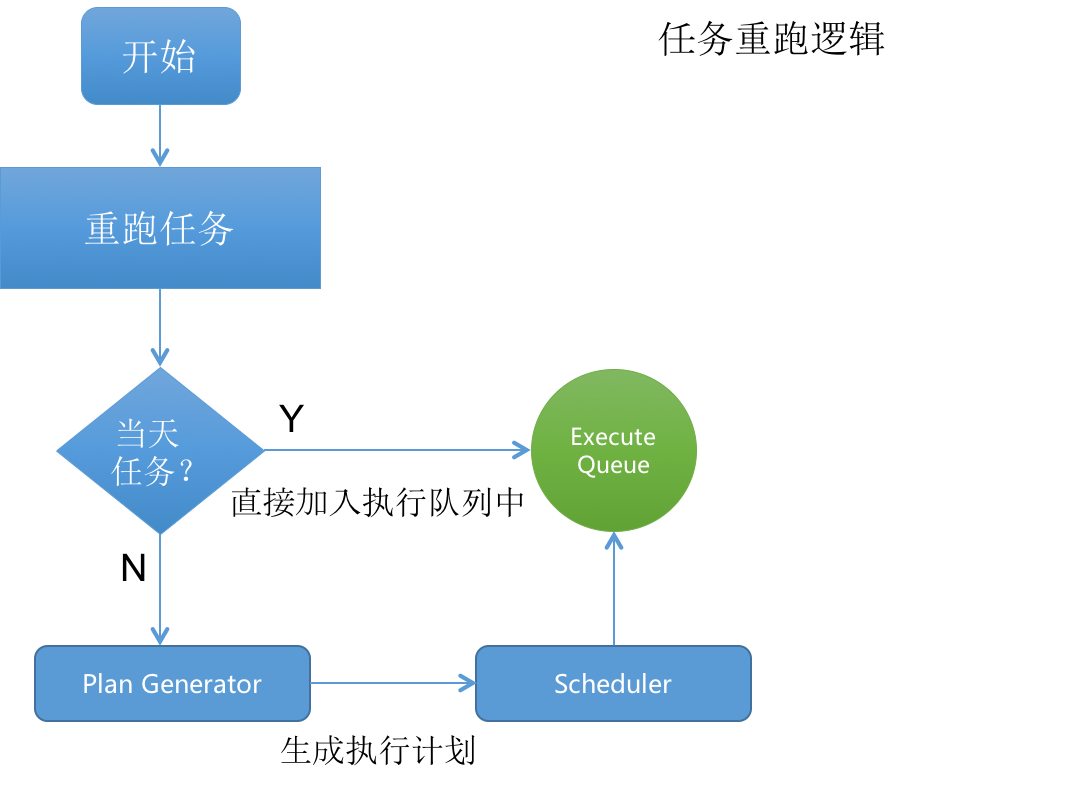 任务重跑逻辑
开始
重跑任务
当天
任务？
Y
直接加入执行队列中
Execute
Queue
N
Plan Generator
Scheduler
生成执行计划